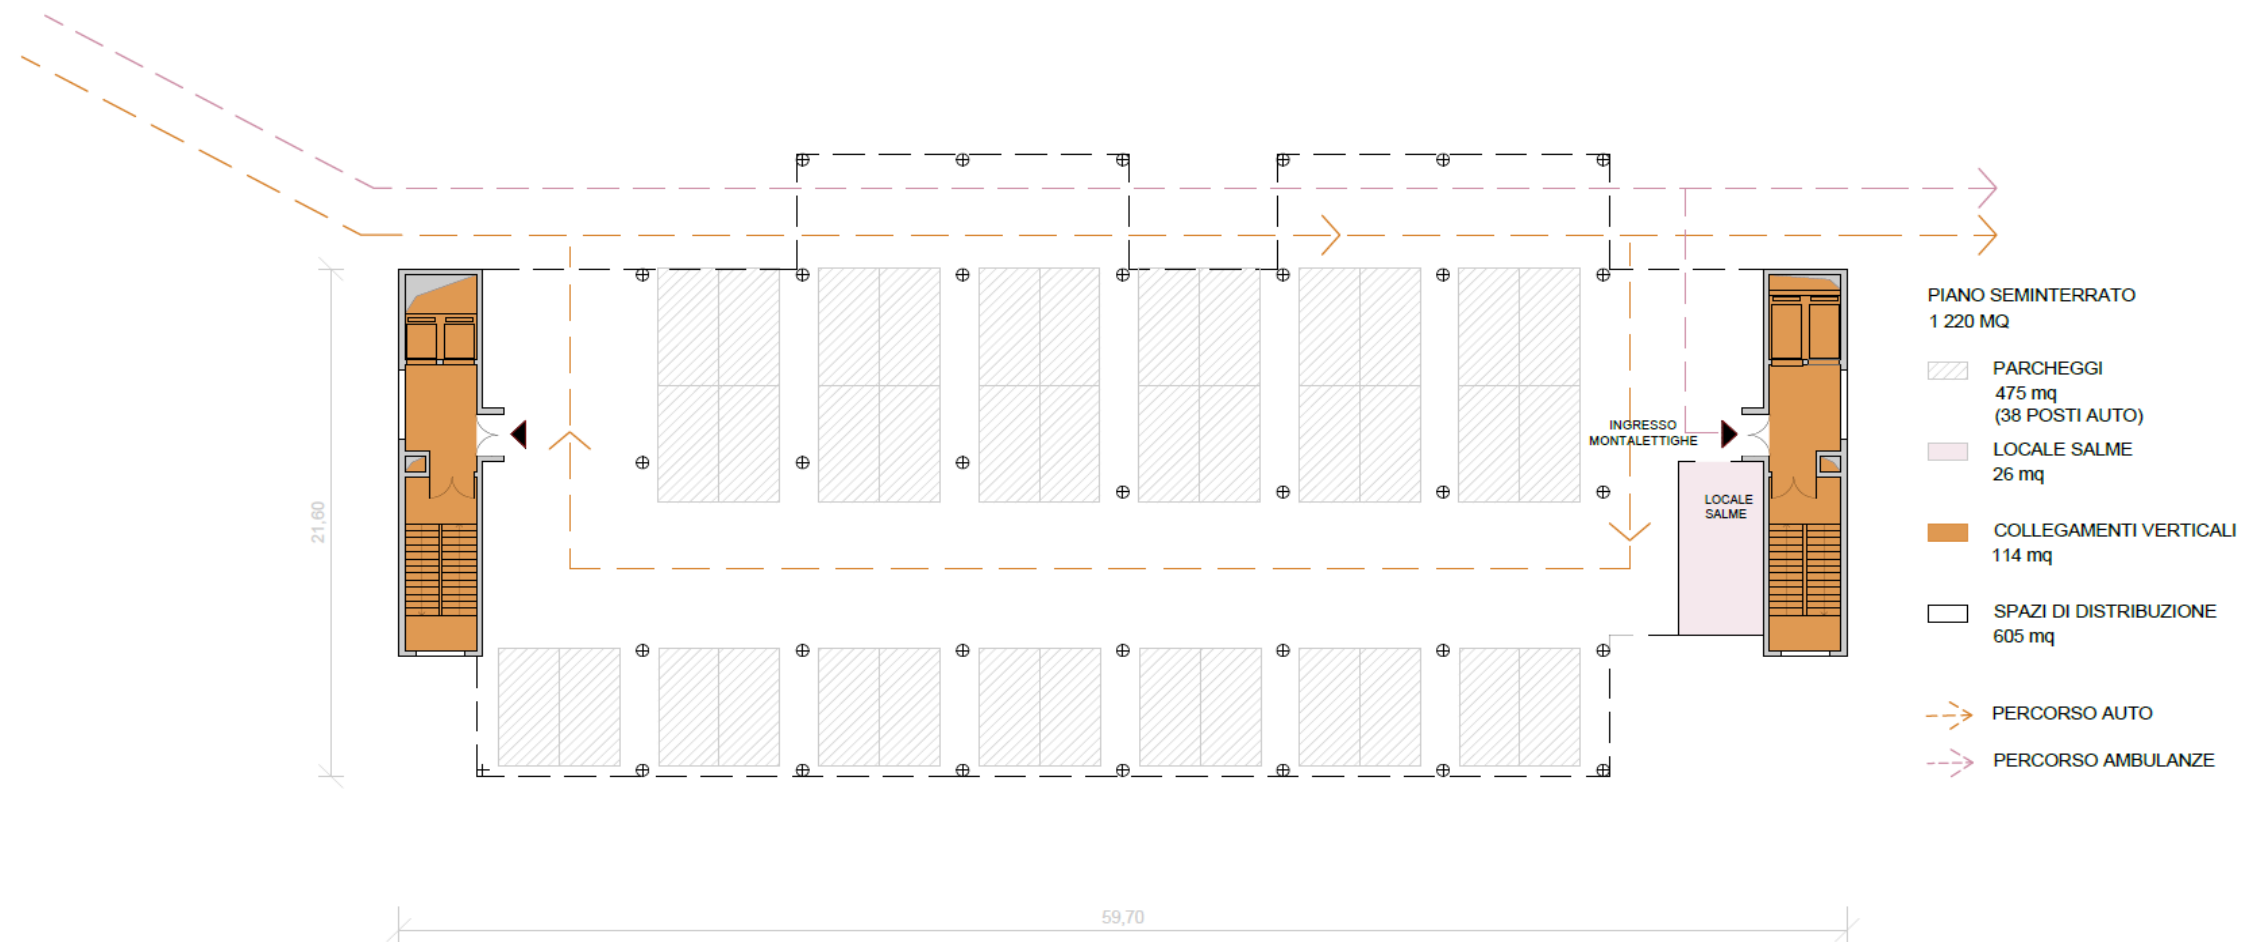 PIANO SEMINTERRATO
1 220 MQ
PARCHEGGI
475 mq
(38 POSTI AUTO)
INGRESSO
MONTALETTIGHE
LOCALE SALME
26 mq
LOCALE
SALME
21,60
COLLEGAMENTI VERTICALI
114 mq
SPAZI DI DISTRIBUZIONE
605 mq
PERCORSO AUTO
PERCORSO AMBULANZE
59,70